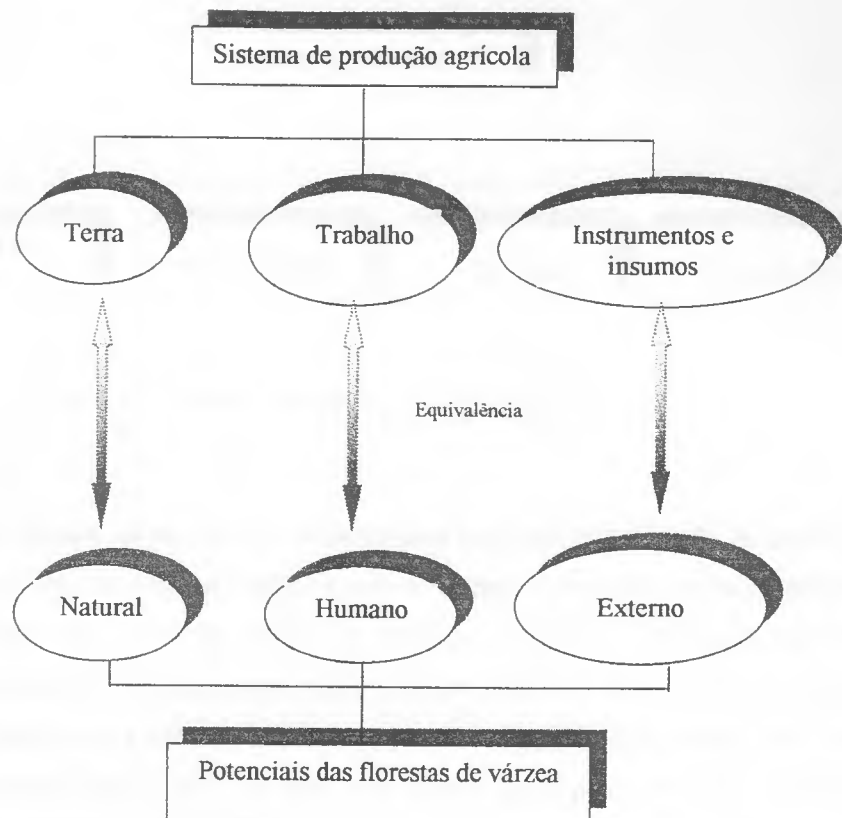 Sistema de produção agrícola
Terra
Trabalho
Instrumentos e
insumos
Equivalência
Natural
Humano
Externo
Potenciais das florestas de várzea